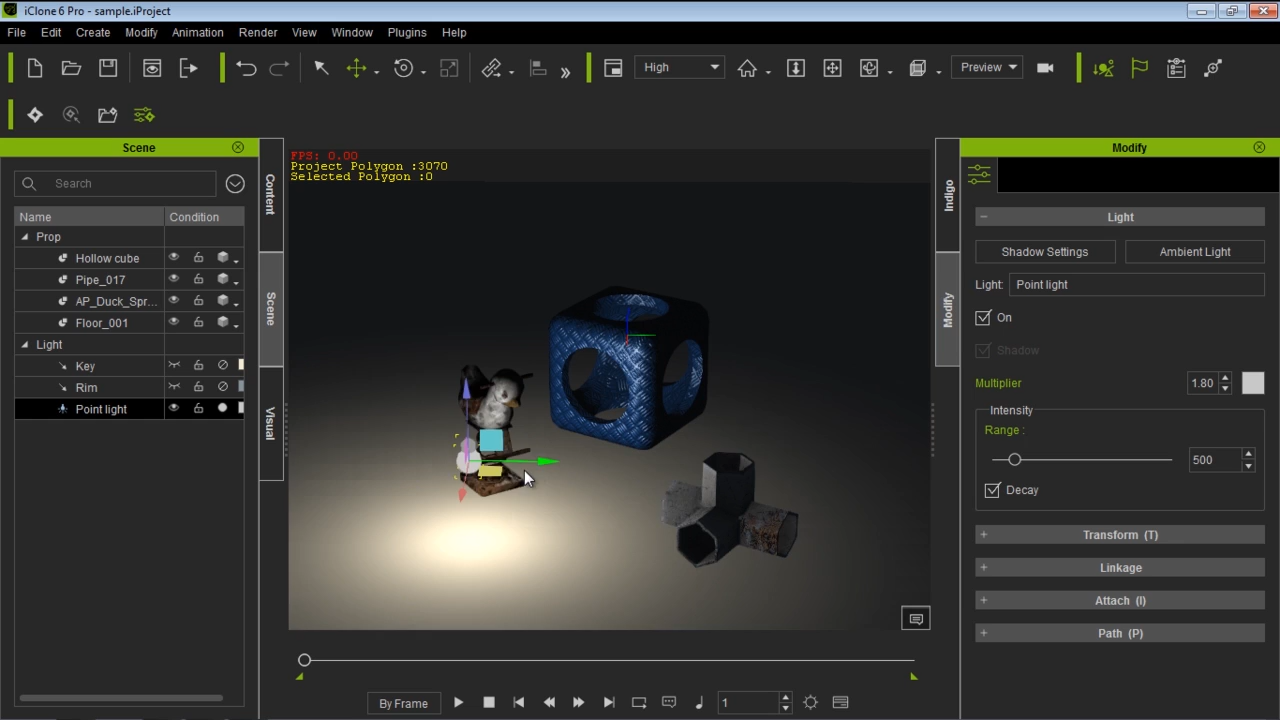 iClone 6 Pro - sample.iProject
File Edit Create Modify Animation Render View Window Plugins Help
High Preview
Scene
Search
Name Condition
Prop
Hollow cube
Pipe_017
AP_Duck_Spr...
Floor_001
Light
Key
Rim
Point light
Content
Scene
Visual
FPS: 0.00
Project Polygon :3070
Selected Polygon :0
Indigo
Modify
Modify
Light
Shadow Settings Ambient Light
Light: Point light
On
Shadow
Multiplier 1.80
Intensity
Range :
500
Decay
Transform (T)
Linkage
Attach (I)
Path (P)
By Frame 1